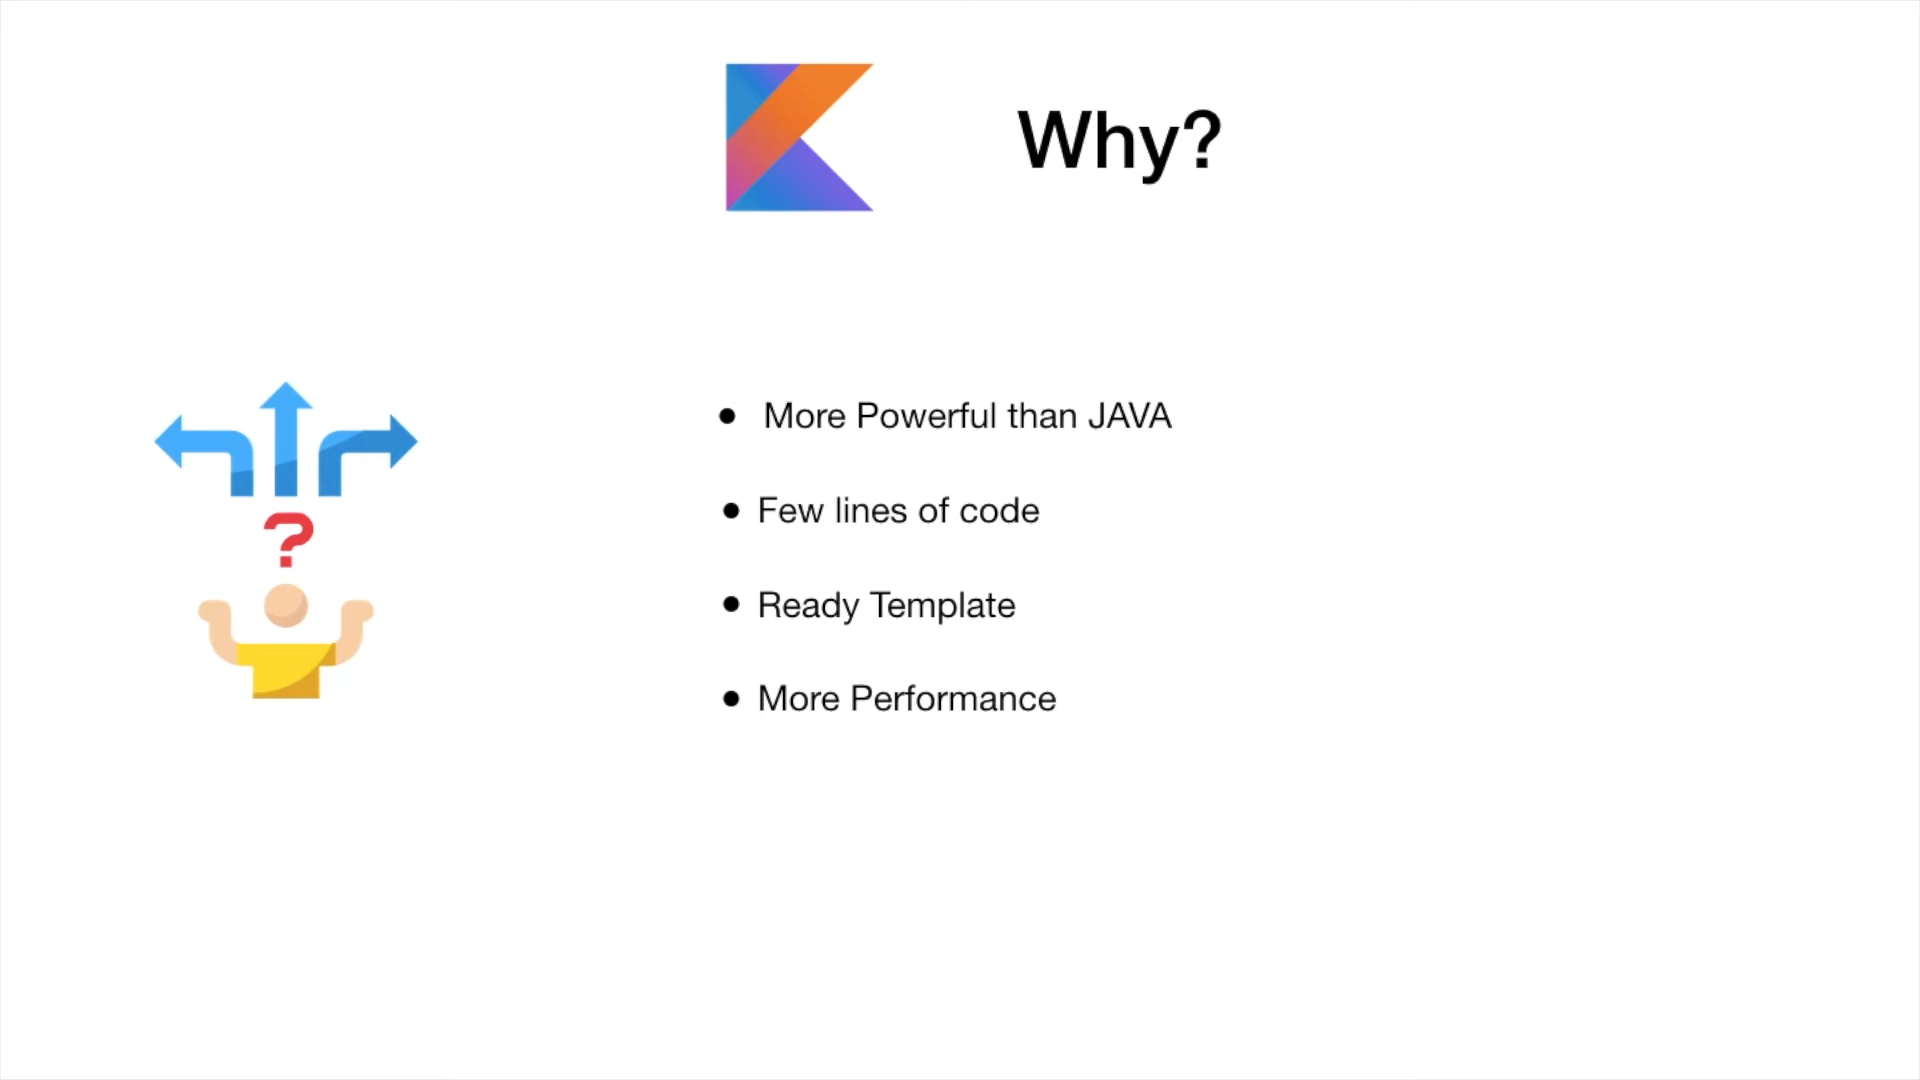 Why?
• More Powerful than JAVA
• Few lines of code
• Ready Template
• More Performance